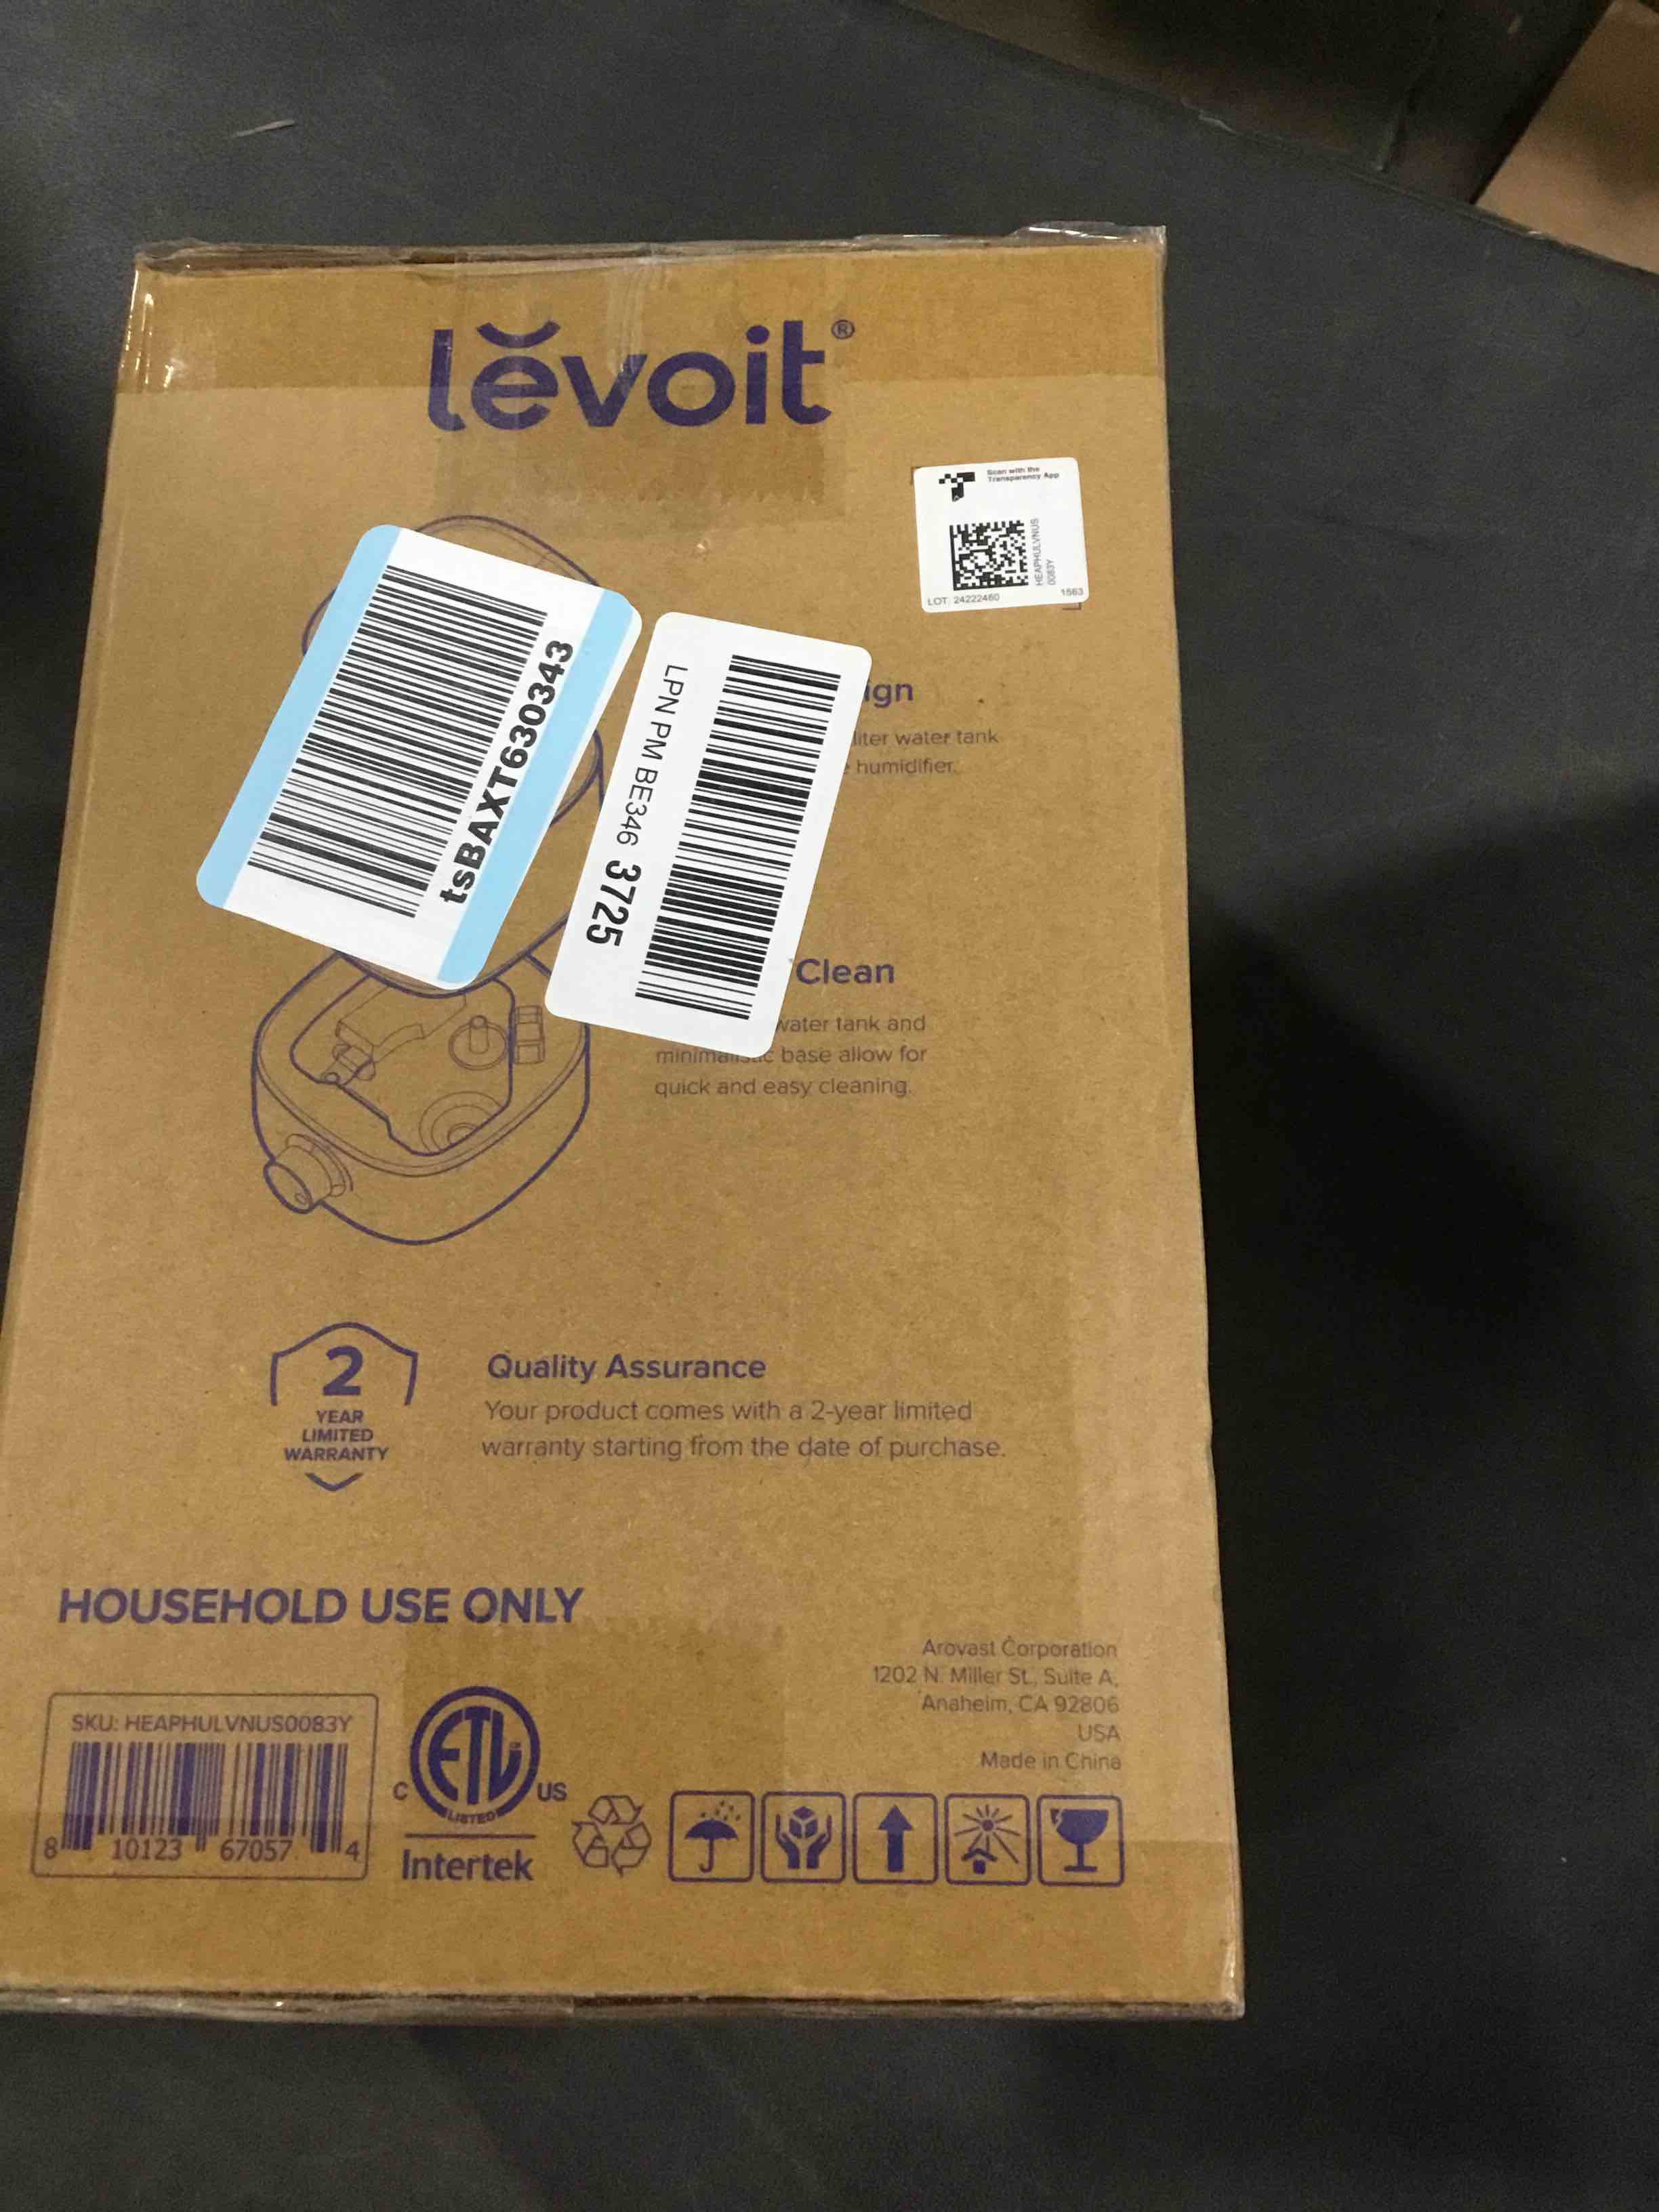 lĕvoit®
Scan with the
Transparency App
HEAPHULVNUS
0083Y
LOT: 24222460
1563
tsBAXT630343
LPN PM BE346 3725
ign
liter water tank
humidifier.
Clean
water tank and
base allow for
quick and easy cleaning.
2
YEAR
LIMITED
WARRANTY
Quality Assurance
Your product comes with a 2-year limited
warranty starting from the date of purchase.
HOUSEHOLD USE ONLY
Arovast Corporation
1202 N. Miller St., Suite A,
Anaheim, CA 92806
USA
Made in China
SKU: HEAPHULVNUS0083Y
8 10123 67057 4
ETL
LISTED
C US
Intertek